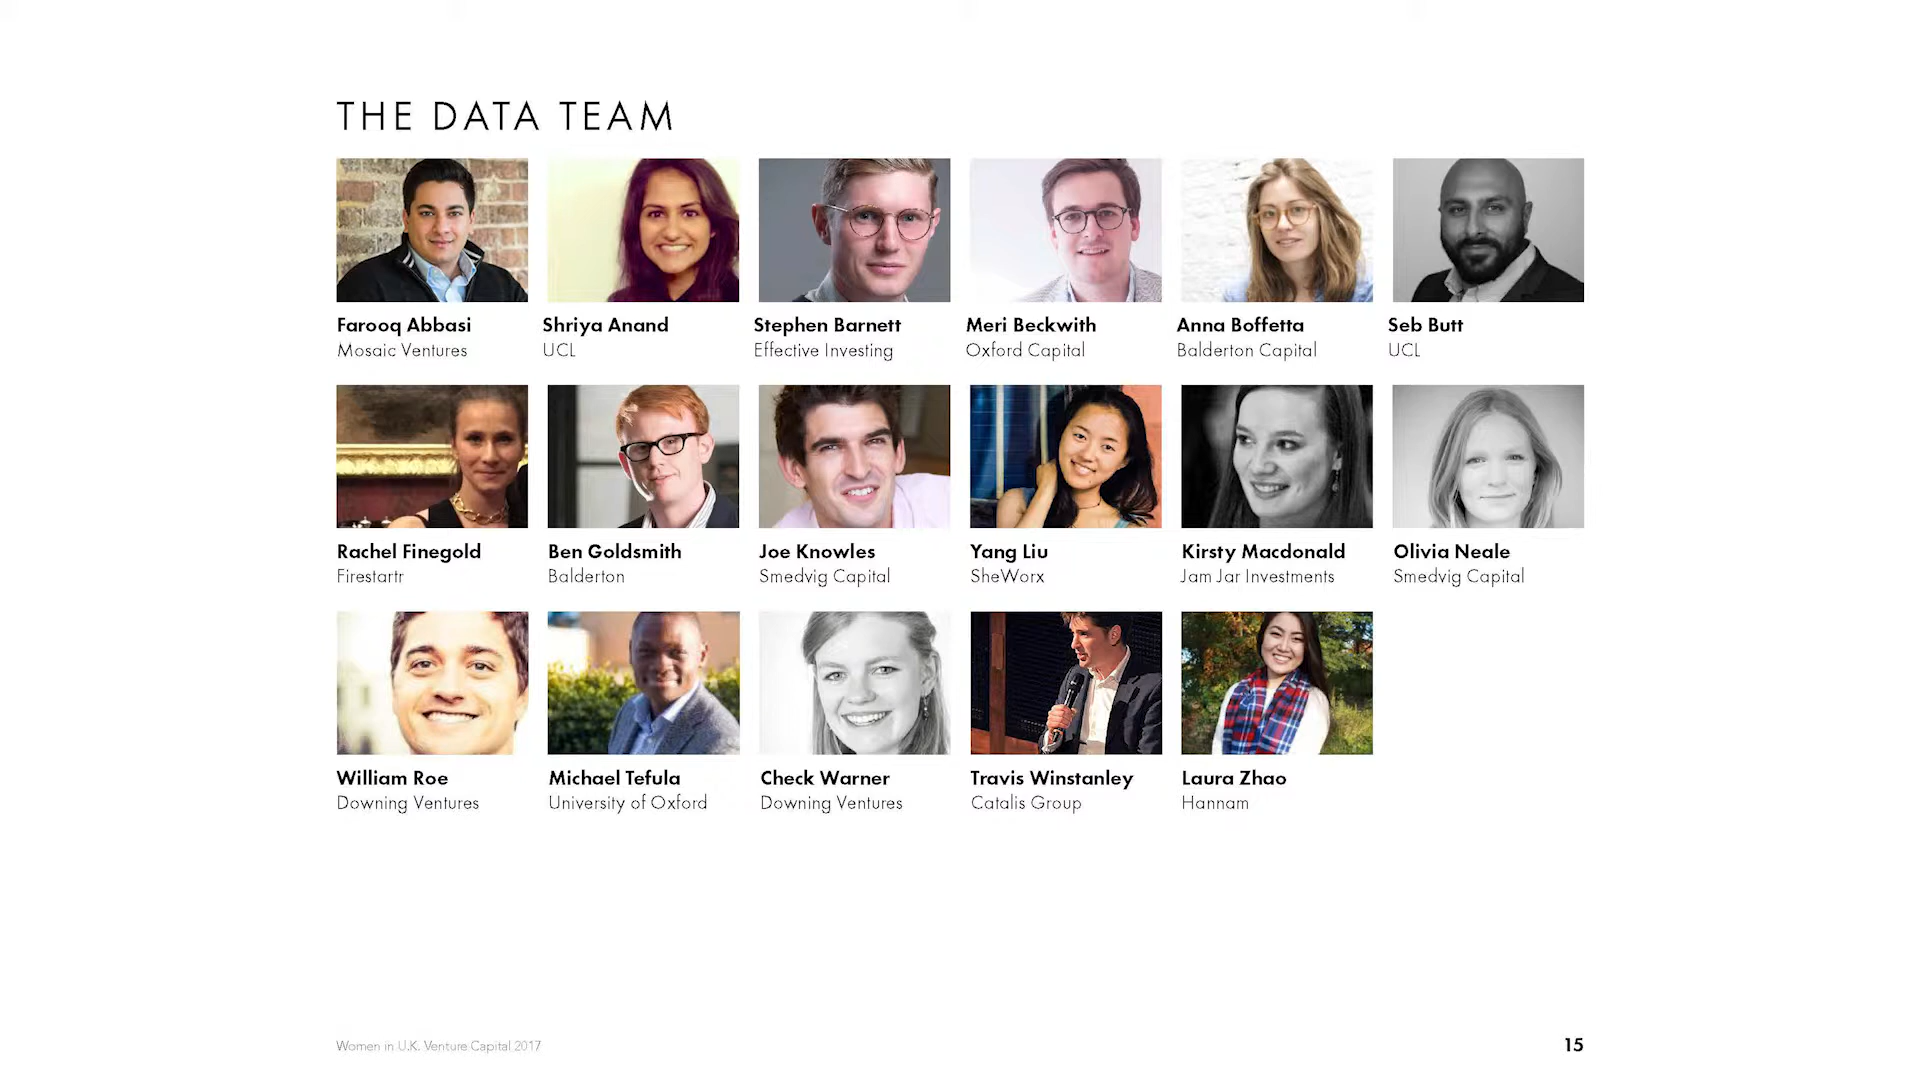 THE DATA TEAM
Farooq Abbasi
Mosaic Ventures
Shriya Anand
UCL
Stephen Barnett
Effective Investing
Meri Beckwith
Oxford Capital
Anna Boffetta
Balderton Capital
Seb Butt
UCL
Rachel Finegold
Firestartr
Ben Goldsmith
Balderton
Joe Knowles
Smedvig Capital
Yang Liu
SheWorx
Kirsty Macdonald
Jam Jar Investments
Olivia Neale
Smedvig Capital
William Roe
Downing Ventures
Michael Tefula
University of Oxford
Check Warner
Downing Ventures
Travis Winstanley
Catalis Group
Laura Zhao
Hannam
Women in U.K. Venture Capital 2017
15